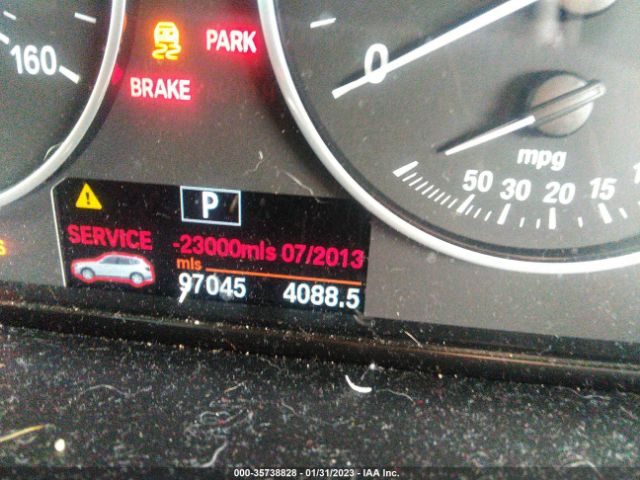 160
PARK
BRAKE
0
mpg
50 30 20 15
P
SERVICE -23000mls 07/2013
mls
97045 4088.5
000-35738828 - 01/31/2023 - IAA Inc.